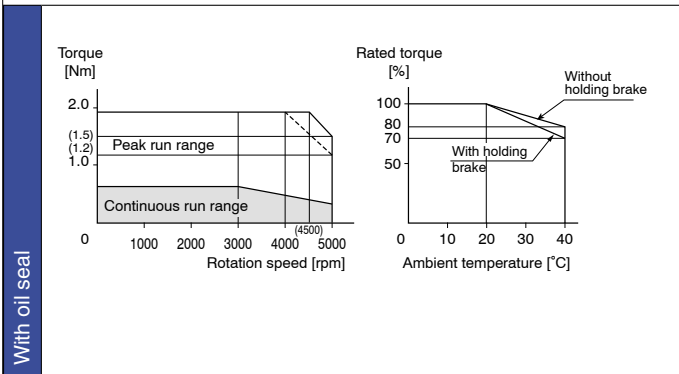 With oil seal
Torque
[Nm]
2.0
(1.5)
(1.2)
1.0
Peak run range
Continuous run range
0
1000
2000
3000
4000
(4500)
5000
Rotation speed [rpm]
Rated torque
[%]
Without
holding brake
100
80
70
50
With holding
brake
0
10
20
30
40
Ambient temperature [˚C]